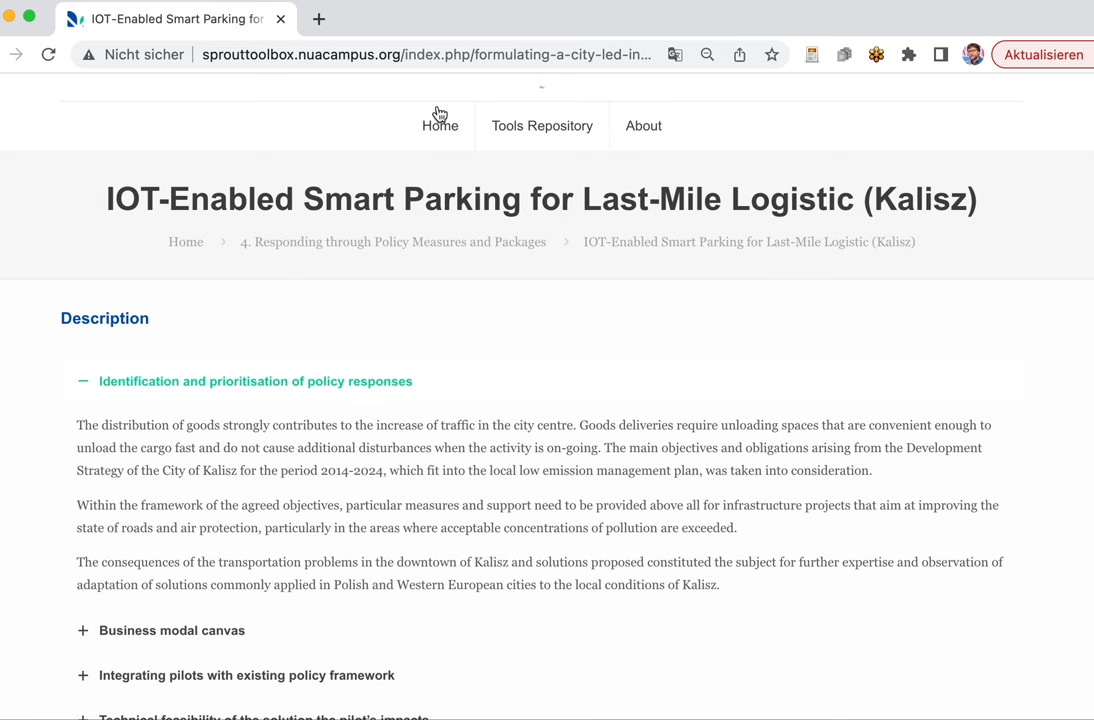 IOT-Enabled Smart Parking for
Nicht sicher
sprouttoolbox.nuacampus.org/index.php/formulating-a-city-led-in...
Aktualisieren
Home
Tools Repository
About
IOT-Enabled Smart Parking for Last-Mile Logistic (Kalisz)
Home > 4. Responding through Policy Measures and Packages > IOT-Enabled Smart Parking for Last-Mile Logistic (Kalisz)
Description
− Identification and prioritisation of policy responses
The distribution of goods strongly contributes to the increase of traffic in the city centre. Goods deliveries require unloading spaces that are convenient enough to
unload the cargo fast and do not cause additional disturbances when the activity is on-going. The main objectives and obligations arising from the Development
Strategy of the City of Kalisz for the period 2014-2024, which fit into the local low emission management plan, was taken into consideration.
Within the framework of the agreed objectives, particular measures and support need to be provided above all for infrastructure projects that aim at improving the
state of roads and air protection, particularly in the areas where acceptable concentrations of pollution are exceeded.
The consequences of the transportation problems in the downtown of Kalisz and solutions proposed constituted the subject for further expertise and observation of
adaptation of solutions commonly applied in Polish and Western European cities to the local conditions of Kalisz.
+ Business modal canvas
+ Integrating pilots with existing policy framework
+ Technical feasibility of the solution the pilot's impacts